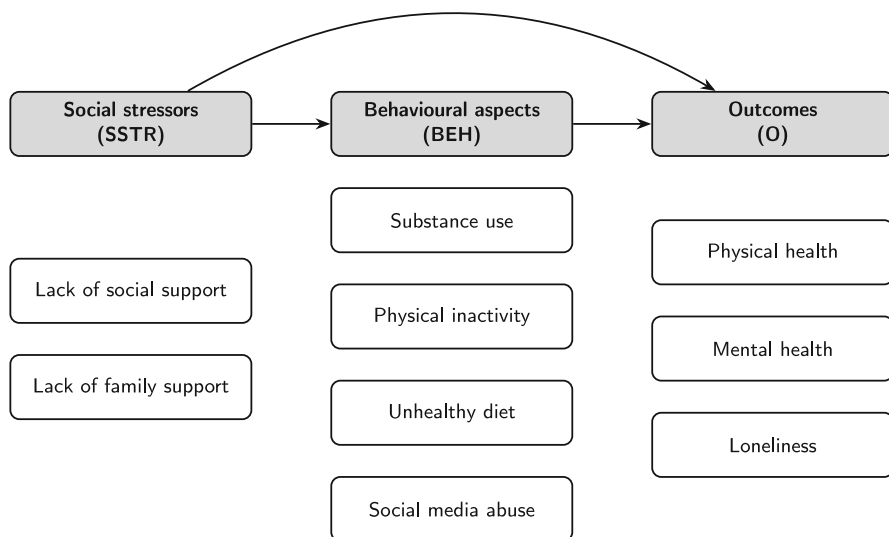 Social stressors
(SSTR)
Behavioural aspects
(BEH)
Outcomes
(O)
Substance use
Physical inactivity
Unhealthy diet
Social media abuse
Lack of social support
Lack of family support
Physical health
Mental health
Loneliness